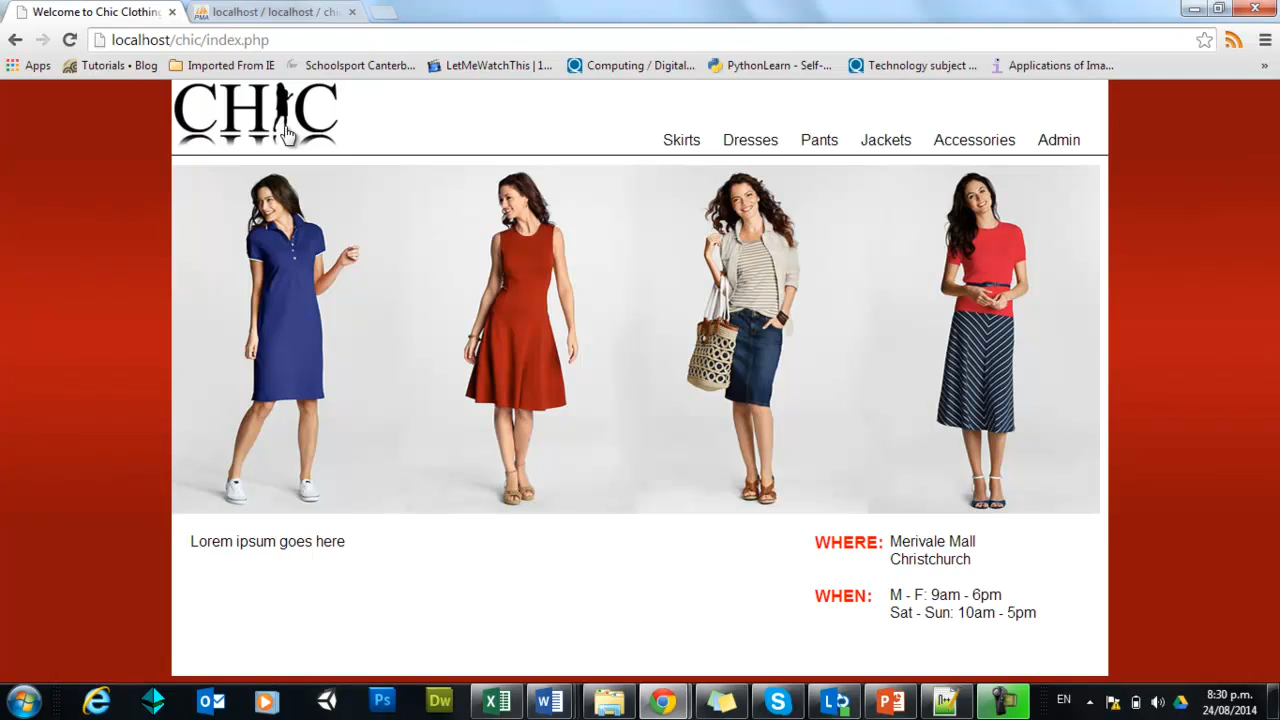 Welcome to Chic Clothing
localhost / localhost / chi
localhost/chic/index.php
Apps
Tutorials • Blog
Imported From IE
Schoolsport Canterb...
LetMeWatchThis | 1...
Computing / Digital...
PythonLearn - Self-...
Technology subject ...
Applications of Ima...
»
CHIC
Skirts
Dresses
Pants
Jackets
Accessories
Admin
Lorem ipsum goes here
WHERE: Merivale Mall
Christchurch
WHEN: M - F: 9am - 6pm
Sat - Sun: 10am - 5pm
Ps
Dw
EN
8:30 p.m.
24/08/2014